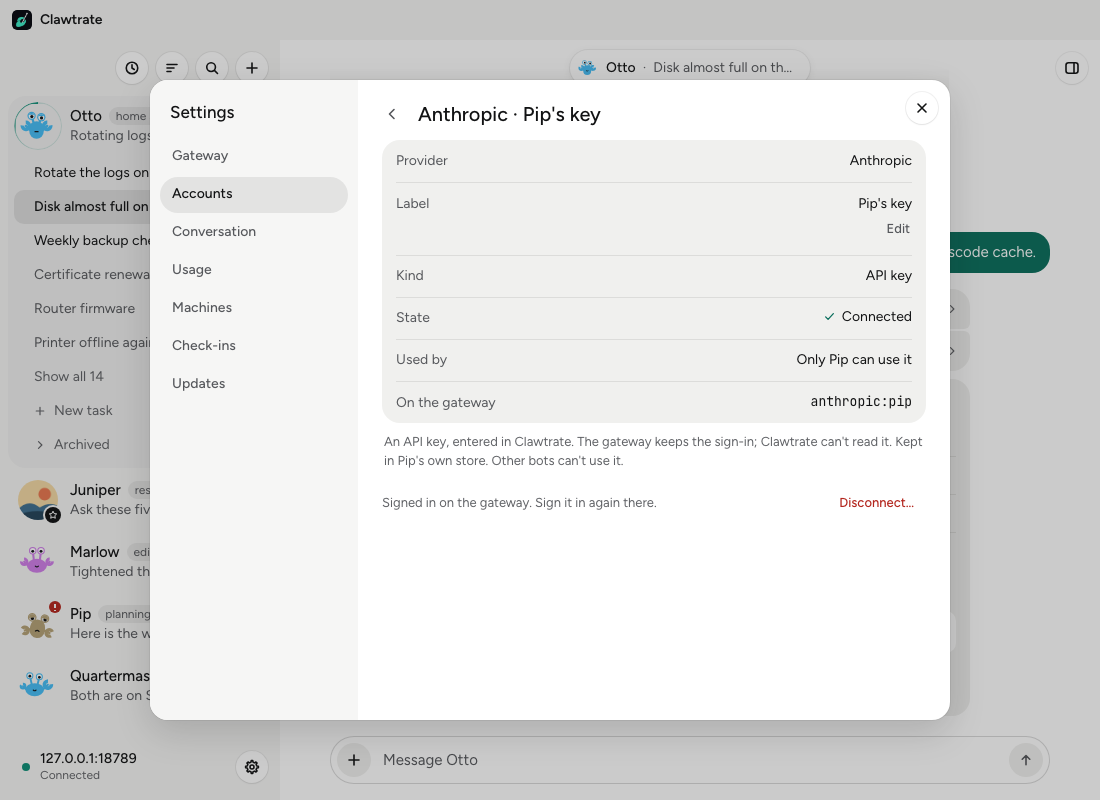 Clawtrate
Otto · Disk almost full on th...
Otto home
Rotating logs
Rotate the logs on
Disk almost full on
Weekly backup che
Certificate renewa
Router firmware
Printer offline again
Show all 14
+ New task
Archived
Juniper res
Ask these fiv
Marlow edi
Tightened th
Pip planning
Here is the w
Quartermas
Both are on S
127.0.0.1:18789
Connected
Settings
Gateway
Accounts
Conversation
Usage
Machines
Check-ins
Updates
Anthropic · Pip's key
Provider Anthropic
Label Pip's key
Edit
Kind API key
State Connected
Used by Only Pip can use it
On the gateway anthropic:pip
An API key, entered in Clawtrate. The gateway keeps the sign-in; Clawtrate can't read it. Kept
in Pip's own store. Other bots can't use it.
Signed in on the gateway. Sign it in again there. Disconnect...
scode cache.
Message Otto